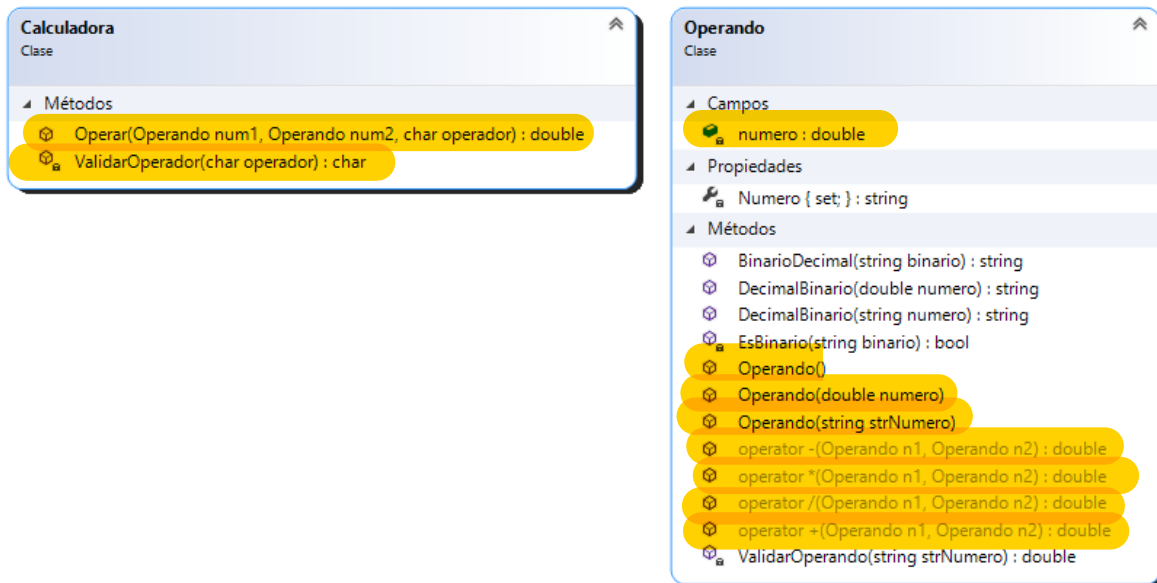 Calculadora
Clase
Métodos
Operar(Operando num1, Operando num2, char operador) : double
ValidarOperador(char operador) : char
Operando
Clase
Campos
numero : double
Propiedades
Numero { set; } : string
Métodos
BinarioDecimal(string binario) : string
DecimalBinario(double numero) : string
DecimalBinario(string numero) : string
EsBinario(string binario) : bool
Operando()
Operando(double numero)
Operando(string strNumero)
operator -(Operando n1, Operando n2) : double
operator *(Operando n1, Operando n2) : double
operator /(Operando n1, Operando n2) : double
operator +(Operando n1, Operando n2) : double
ValidarOperando(string strNumero) : double